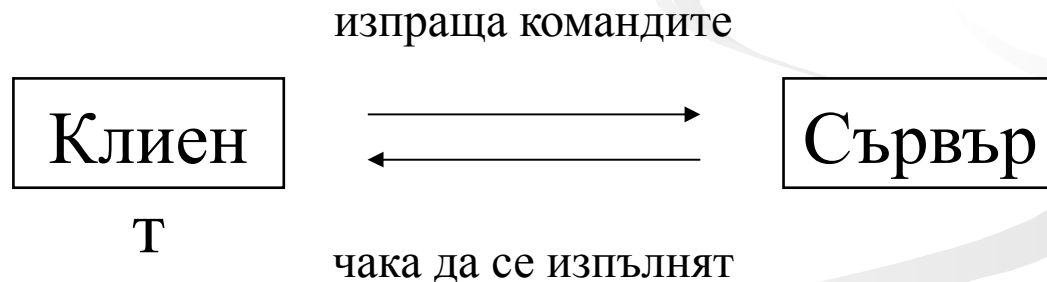 изпраща командите
Клиен
т
Сървър
чака да се изпълнят